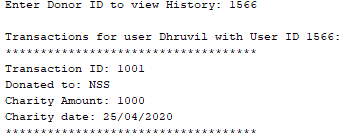 Enter Donor ID to view History: 1566
Transactions for user Dhruvil with User ID 1566:
************************************
Transaction ID: 1001
Donated to: NSS
Charity Amount: 1000
Charity date: 25/04/2020
************************************